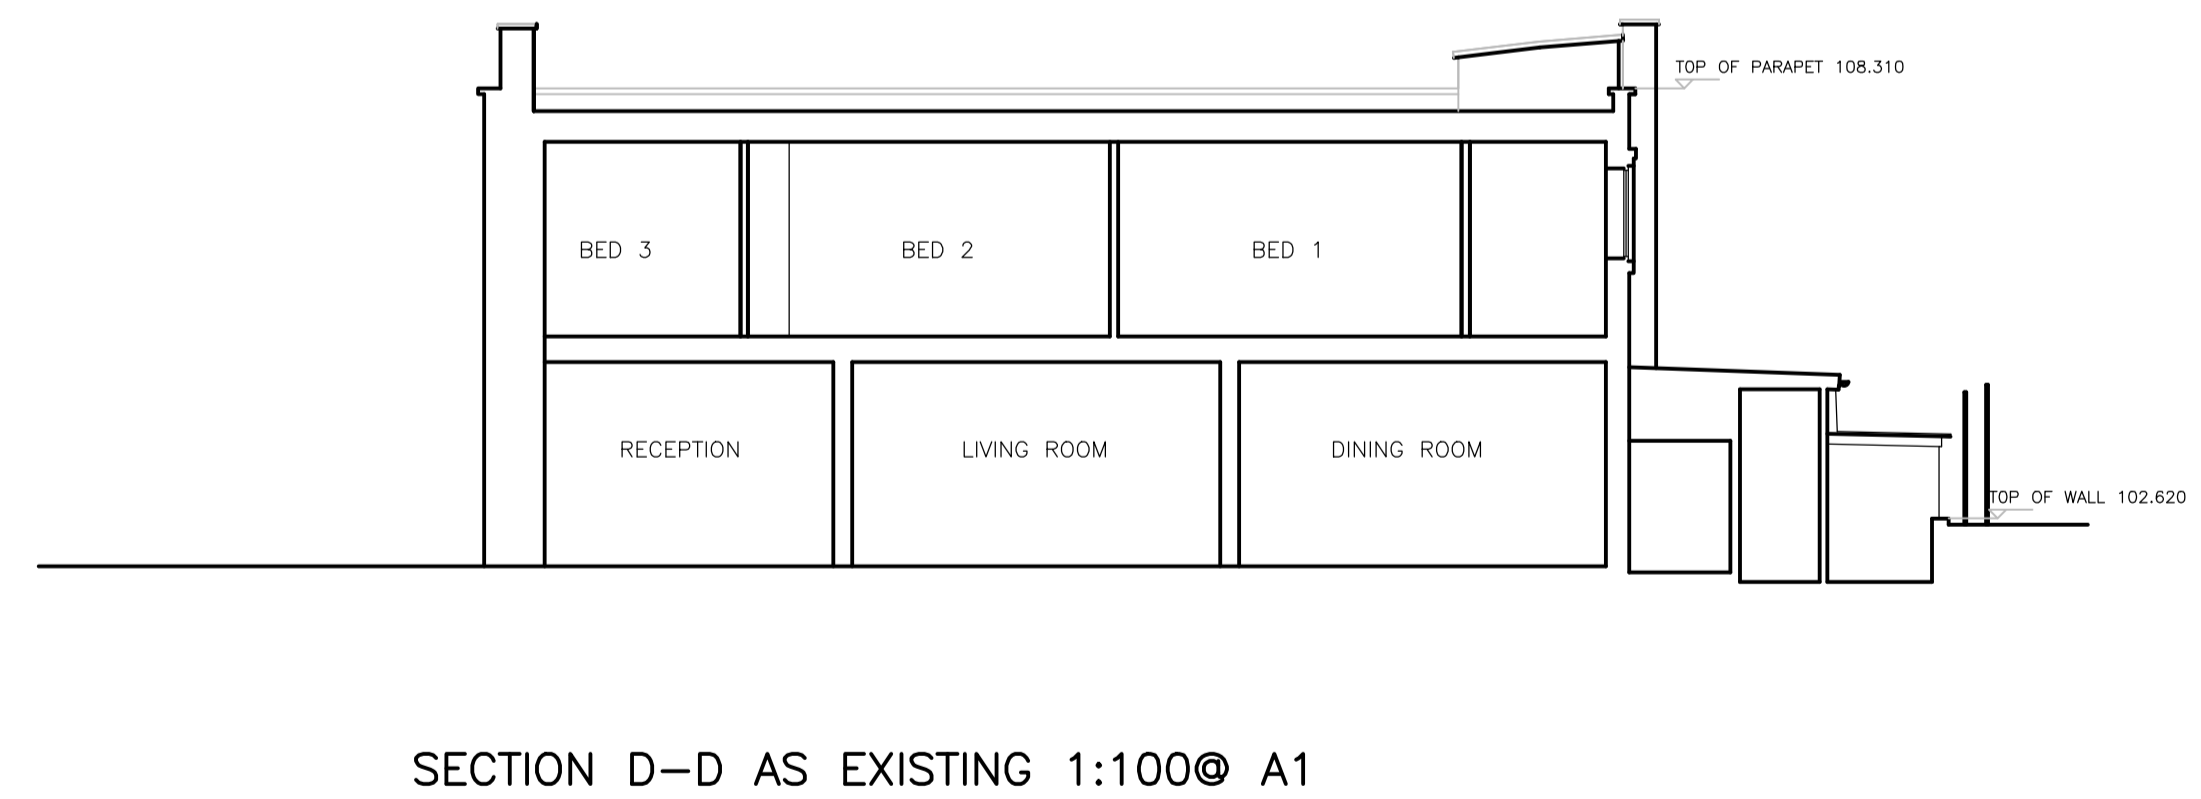 TOP OF PARAPET 108.310
BED 3
BED 2
BED 1
RECEPTION
LIVING ROOM
DINING ROOM
TOP OF WALL 102.620
SECTION D-D AS EXISTING 1:100@ A1